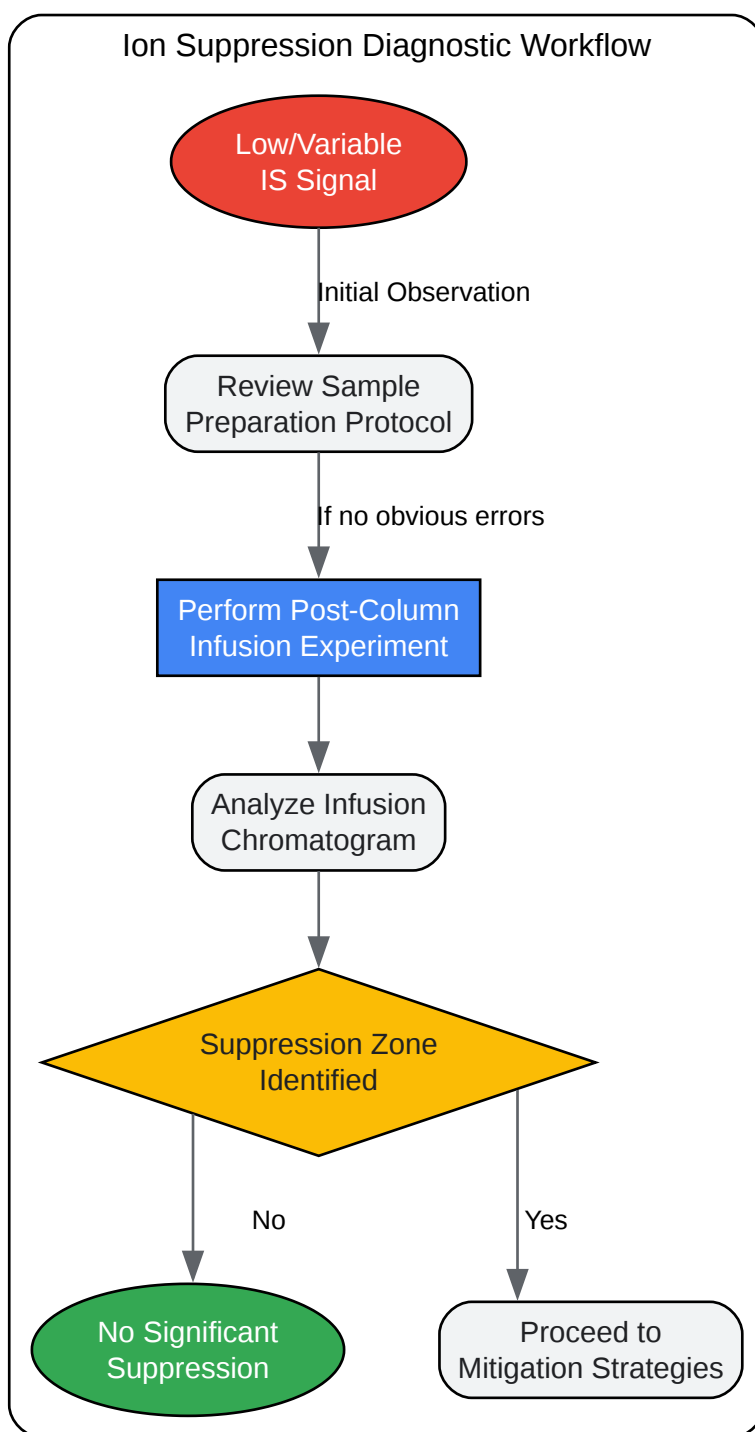 Ion Suppression Diagnostic Workflow
Low/Variable
IS Signal
Initial Observation
Review Sample
Preparation Protocol
If no obvious errors
Perform Post-Column
Infusion Experiment
Analyze Infusion
Chromatogram
Suppression Zone
Identified
No
Yes
No Significant
Suppression
Proceed to
Mitigation Strategies